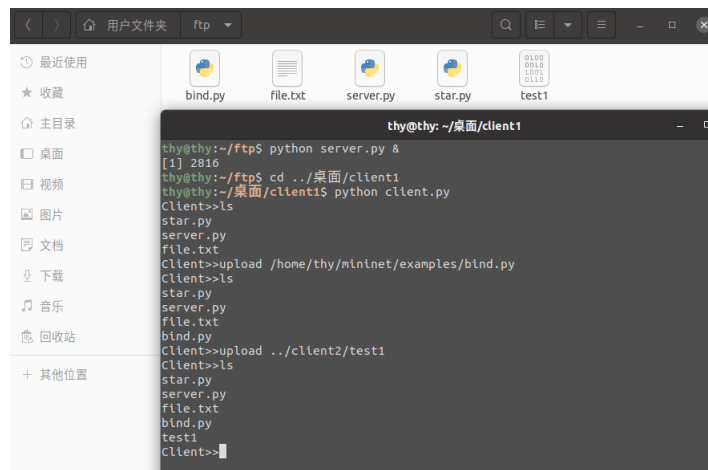 用户文件夹 ftp
最近使用
收藏
主目录
桌面
视频
图片
文档
下载
音乐
回收站
其他位置
bind.py file.txt server.py star.py test1
thy@thy: ~/桌面/client1
thy@thy:~/ftp$ python server.py &
[1] 2816
thy@thy:~/ftp$ cd ../桌面/client1
thy@thy:~/桌面/client1$ python client.py
Client>>ls
star.py
server.py
file.txt
Client>>upload /home/thy/mininet/examples/bind.py
Client>>ls
star.py
server.py
file.txt
bind.py
Client>>upload ../client2/test1
Client>>ls
star.py
server.py
file.txt
bind.py
test1
Client>>